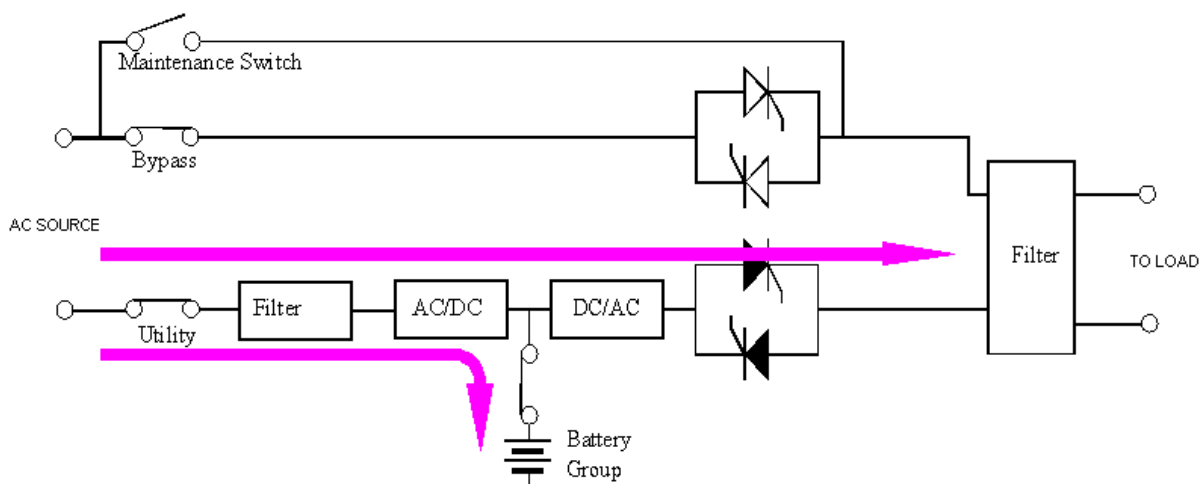 Maintenance Switch
Bypass
AC SOURCE
Filter
TO LOAD
Filter
AC/DC
DC/AC
Utility
Battery
Group